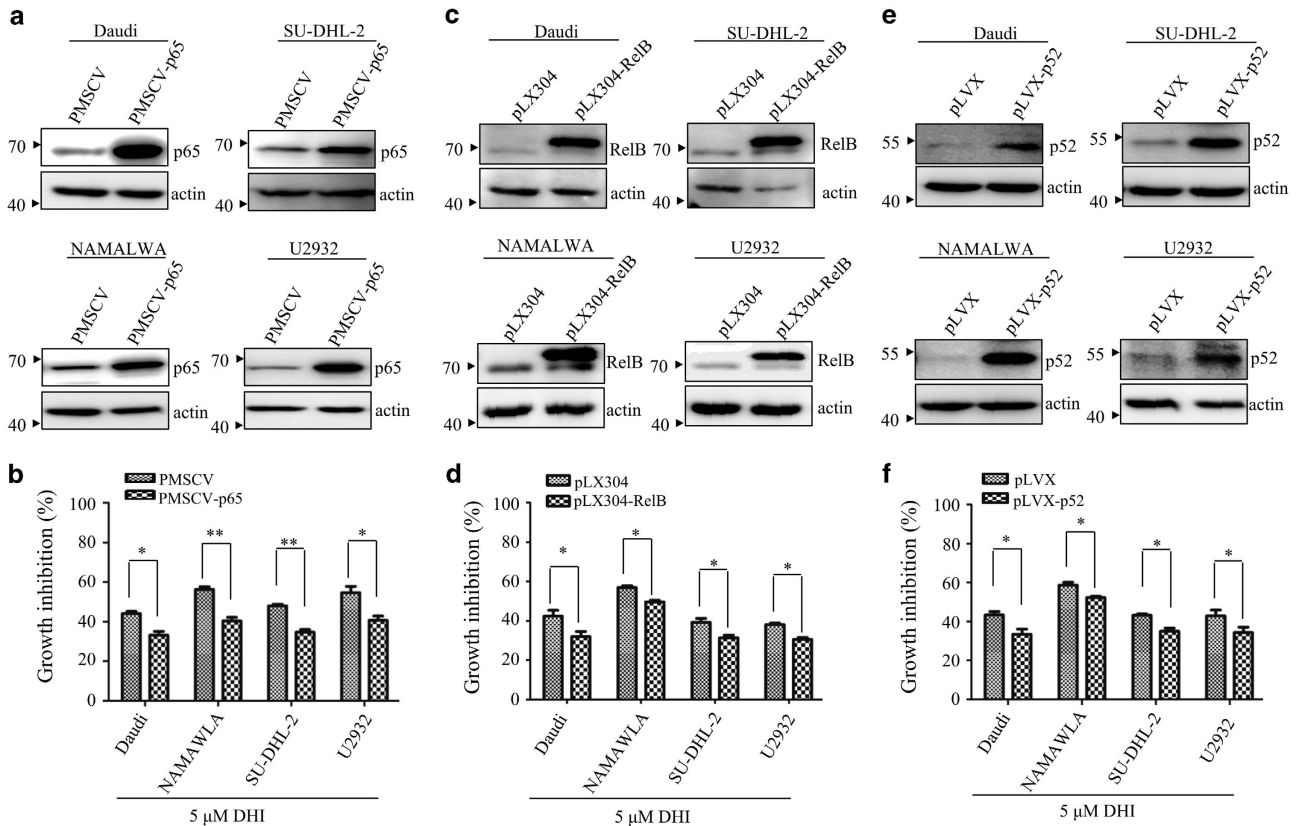 a
Daudi
SU-DHL-2
PMSCV
PMSCV-p65
PMSCV
PMSCV-p65
70
p65
70
p65
40
actin
40
actin
NAMALWA
U2932
PMSCV
PMSCV-p65
PMSCV
PMSCV-p65
70
p65
70
p65
40
actin
40
actin
b
PMSCV
PMSCV-p65
Growth inhibition (%)
100
80
60
40
20
0
*
**
**
*
Daudi
NAMAWLA
SU-DHL-2
U2932
5 μM DHI
c
Daudi
SU-DHL-2
pLX304
pLX304-RelB
pLX304
pLX304-RelB
70
RelB
70
RelB
40
actin
40
actin
NAMALWA
U2932
pLX304
pLX304-RelB
pLX304
pLX304-RelB
70
RelB
70
RelB
40
actin
40
actin
d
pLX304
pLX304-RelB
Growth inhibition (%)
100
80
60
40
20
0
*
*
*
*
Daudi
NAMAWLA
SU-DHL-2
U2932
5 μM DHI
e
Daudi
SU-DHL-2
pLVX
pLVX-p52
pLVX
pLVX-p52
55
p52
55
p52
40
actin
40
actin
NAMALWA
U2932
pLVX
pLVX-p52
pLVX
pLVX-p52
55
p52
55
p52
40
actin
40
actin
f
pLVX
pLVX-p52
Growth inhibition (%)
100
80
60
40
20
0
*
*
*
*
Daudi
NAMAWLA
SU-DHL-2
U2932
5 μM DHI